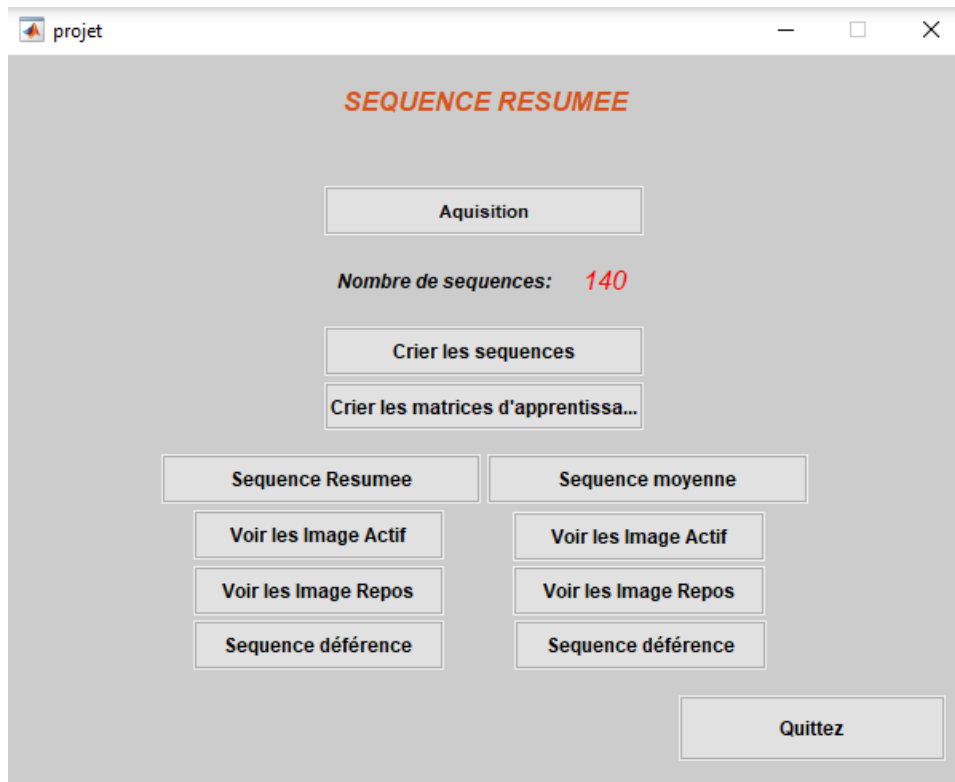 projet
SEQUENCE RESUMEE
Aquisition
Nombre de sequences: 140
Crier les sequences
Crier les matrices d'apprentissa...
Sequence Resumee Sequence moyenne
Voir les Image Actif Voir les Image Actif
Voir les Image Repos Voir les Image Repos
Sequence déférence Sequence déférence
Quittez